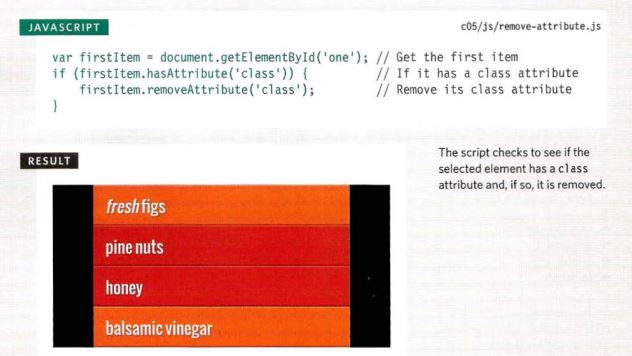 JAVASCRIPT c05/js/remove-attribute.js
var firstItem = document.getElementById('one'); // Get the first item
if (firstItem.hasAttribute('class')) { // If it has a class attribute
    firstItem.removeAttribute('class'); // Remove its class attribute
}
RESULT
The script checks to see if the
selected element has a class
attribute and, if so, it is removed.
fresh figs
pine nuts
honey
balsamic vinegar